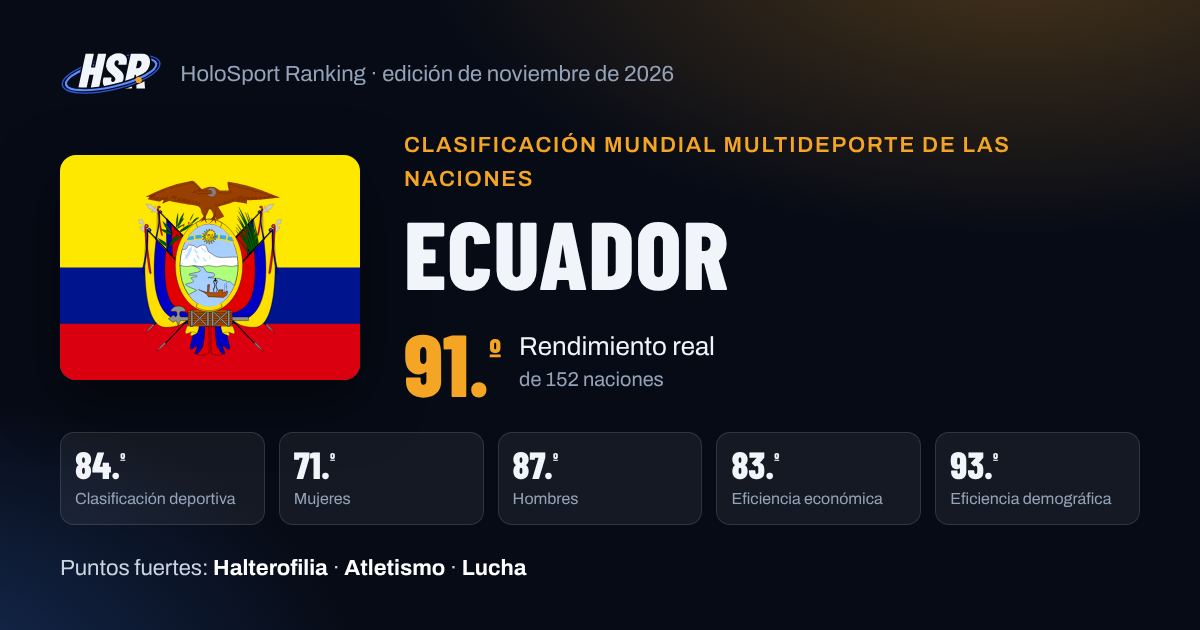 HSR
HoloSport Ranking · edición de noviembre de 2026
CLASIFICACIÓN MUNDIAL MULTIDEPORTE DE LAS
NACIONES
ECUADOR
91.º
Rendimiento real
de 152 naciones
84.º
Clasificación deportiva
71.º
Mujeres
87.º
Hombres
83.º
Eficiencia económica
93.º
Eficiencia demográfica
Puntos fuertes: Halterofilia · Atletismo · Lucha